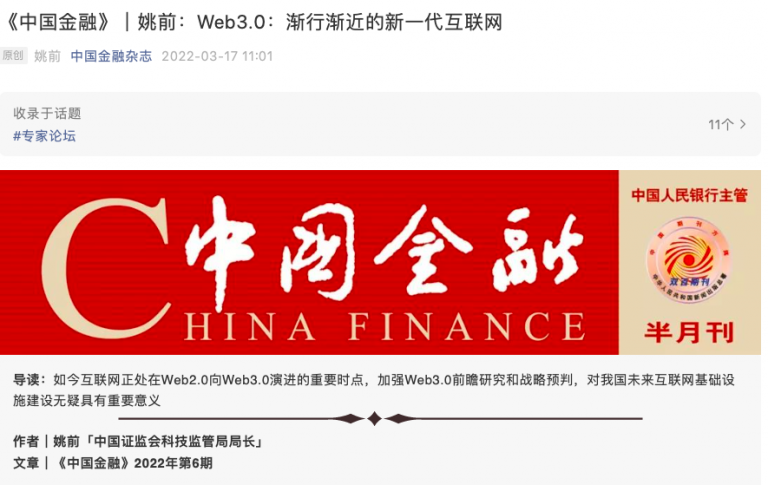 《中国金融》｜姚前：Web3.0：渐行渐近的新一代互联网
原创 姚前 中国金融杂志 2022-03-17 11:01
收录于话题
#专家论坛
11个 >
中国金融
CHINA FINANCE
中国人民银行主管
双百期刊
半月刊
导读：如今互联网正处在Web2.0向Web3.0演进的重要时点，加强Web3.0前瞻研究和战略预判，对我国未来互联网基础设
施建设无疑具有重要意义
作者｜姚前「中国证监会科技监管局局长」
文章｜《中国金融》2022年第6期